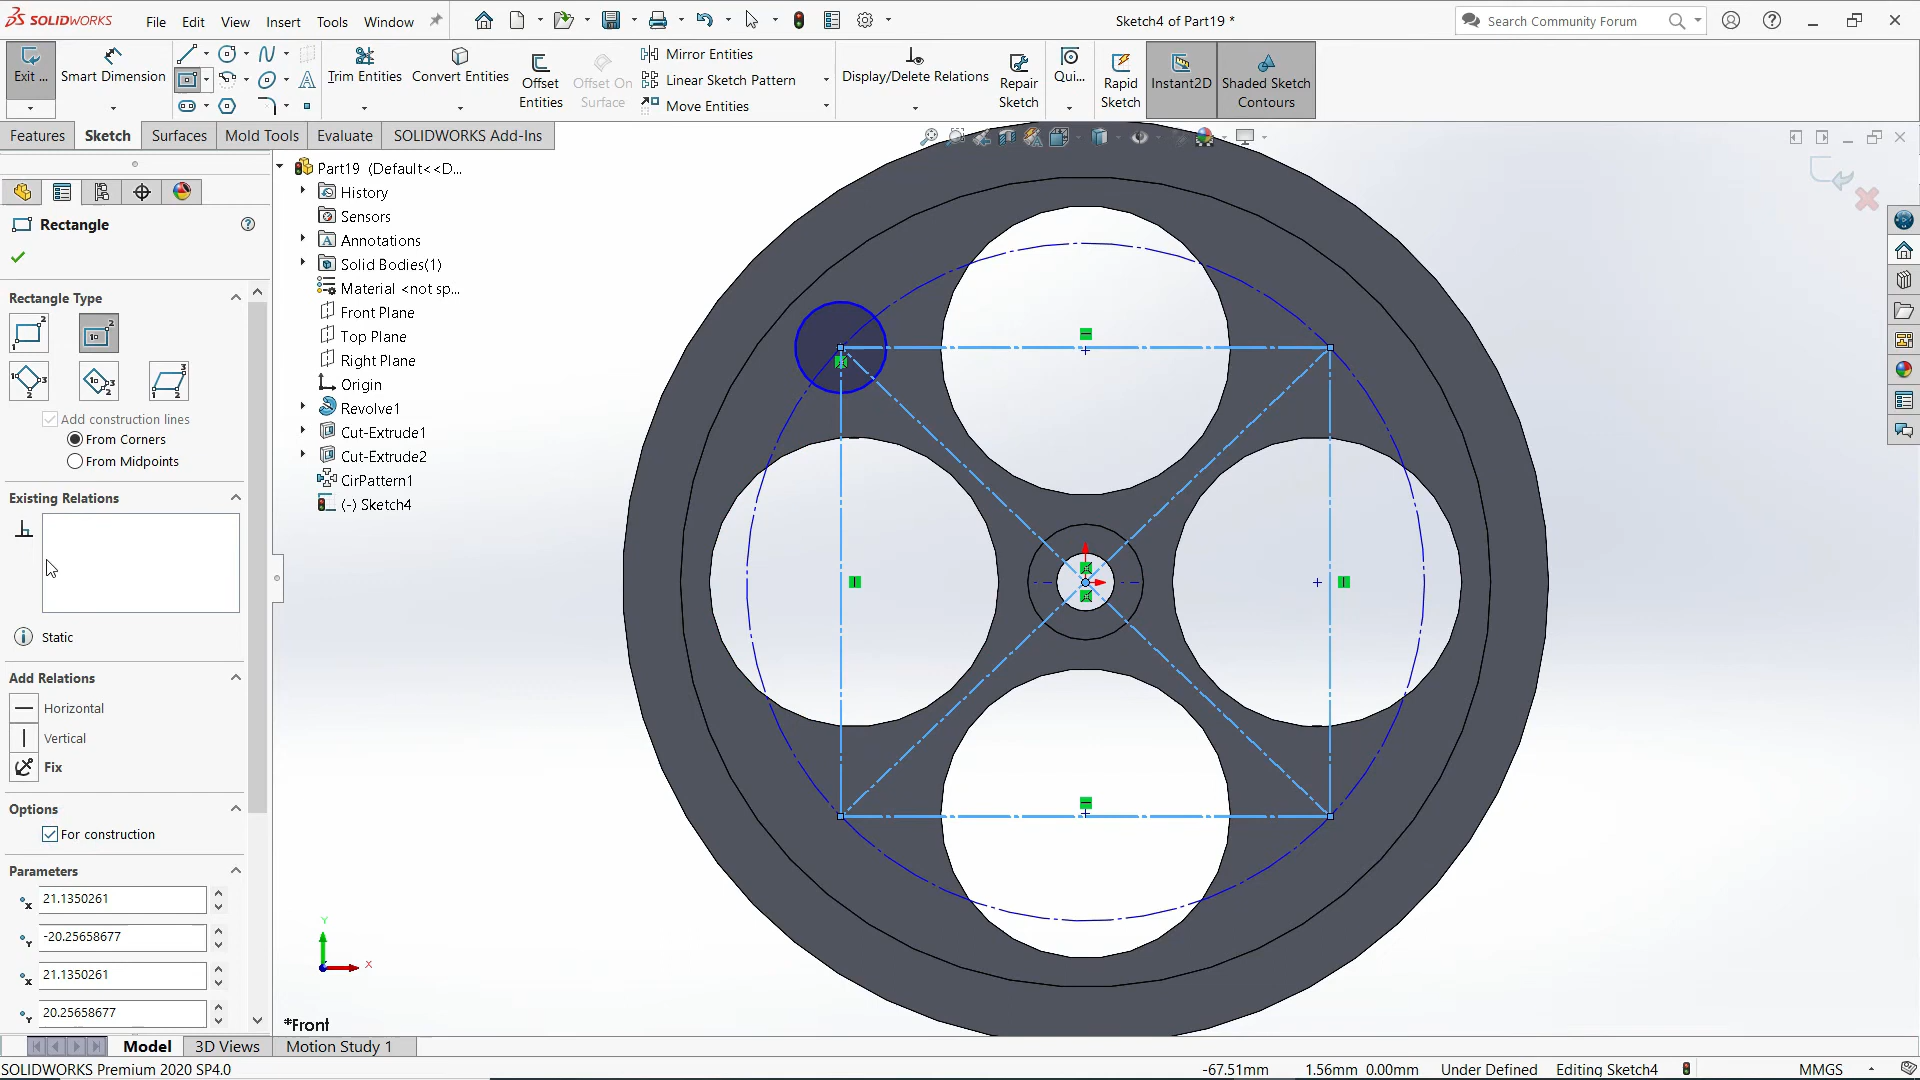 SOLIDWORKS File Edit View Insert Tools Window Sketch4 of Part19 * Search Community Forum
Exit ... Smart Dimension Trim Entities Convert Entities Offset Entities Offset On Surface Mirror Entities Linear Sketch Pattern Move Entities Display/Delete Relations Repair Sketch Qui... Rapid Sketch Instant2D Shaded Sketch Contours
Features Sketch Surfaces Mold Tools Evaluate SOLIDWORKS Add-Ins
Part19 (Default<<D...
History
Sensors
Annotations
Solid Bodies(1)
Material <not sp...
Front Plane
Top Plane
Right Plane
Origin
Revolve1
Cut-Extrude1
Cut-Extrude2
CirPattern1
(-) Sketch4
Rectangle
Rectangle Type
Add construction lines
From Corners
From Midpoints
Existing Relations
Static
Add Relations
Horizontal
Vertical
Fix
Options
For construction
Parameters
21.1350261
-20.25658677
21.1350261
20.25658677
Y
X
*Front
Model 3D Views Motion Study 1
SOLIDWORKS Premium 2020 SP4.0 -67.51mm 1.56mm 0.00mm Under Defined Editing Sketch4 MMGS